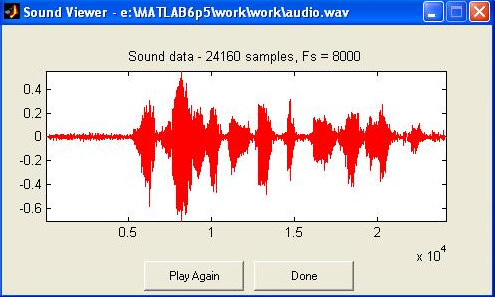 Sound Viewer - e:\MATLAB6p5\work\work\audio.wav
Sound data - 24160 samples, Fs = 8000
0.4
0.2
0
-0.2
-0.4
-0.6
0.5 1 1.5 2
x 10^4
Play Again Done